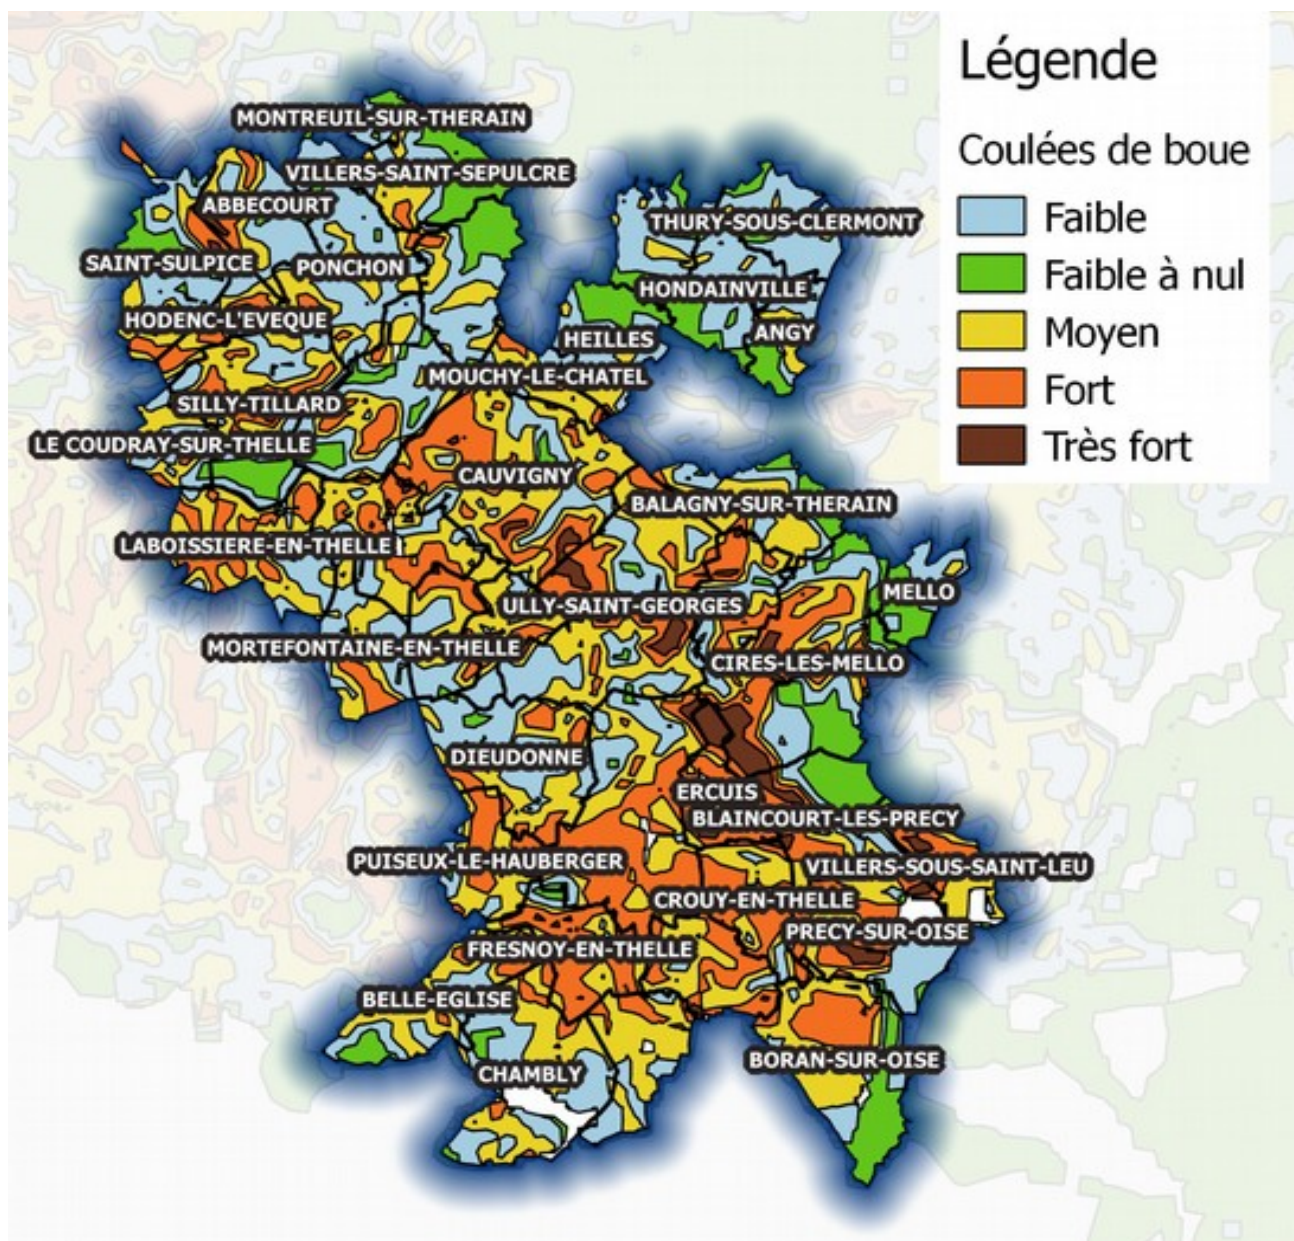 Légende
Coulées de boue
Faible
Faible à nul
Moyen
Fort
Très fort
MONTREUIL-SUR-THERAIN
VILLERS-SAINT-SEPULCRE
ABBECOURT
THURY-SOUS-CLERMONT
SAINT-SULPICE
PONCHON
HONDAINVILLE
HODENC-L'EVEQUE
ANGY
HEILLES
MOUCHY-LE-CHATEL
SILLY-TILLARD
LE COUDRAY-SUR-THELLE
CAUVIGNY
BALAGNY-SUR-THERAIN
LABOISSIERE-EN-THELLE
MELLO
ULLY-SAINT-GEORGES
MORTEFONTAINE-EN-THELLE
CIRES-LES-MELLO
DIEUDONNE
ERCUIS
BLAINCOURT-LES-PRECY
PUISEUX-LE-HAUBERGER
VILLERS-SOUS-SAINT-LEU
CROUY-EN-THELLE
PRECY-SUR-OISE
FRESNOY-EN-THELLE
BELLE-EGLISE
BORAN-SUR-OISE
CHAMBLY